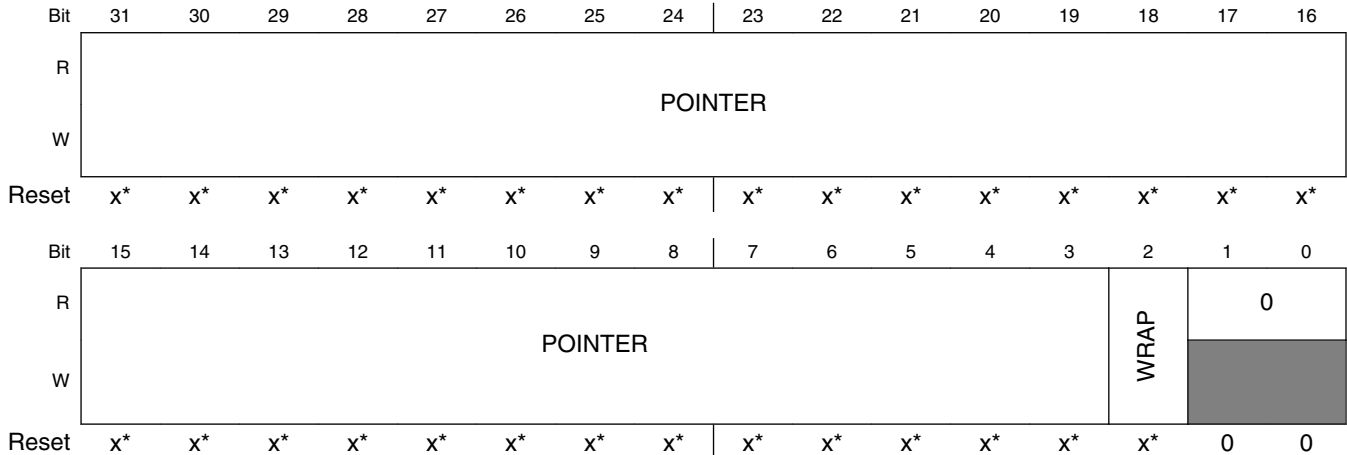 Bit 31 30 29 28 27 26 25 24 23 22 21 20 19 18 17 16
R
POINTER
W
Reset x* x* x* x* x* x* x* x* x* x* x* x* x* x* x* x*
Bit 15 14 13 12 11 10 9 8 7 6 5 4 3 2 1 0
R 0
POINTER WRAP
W
Reset x* x* x* x* x* x* x* x* x* x* x* x* x* x* 0 0